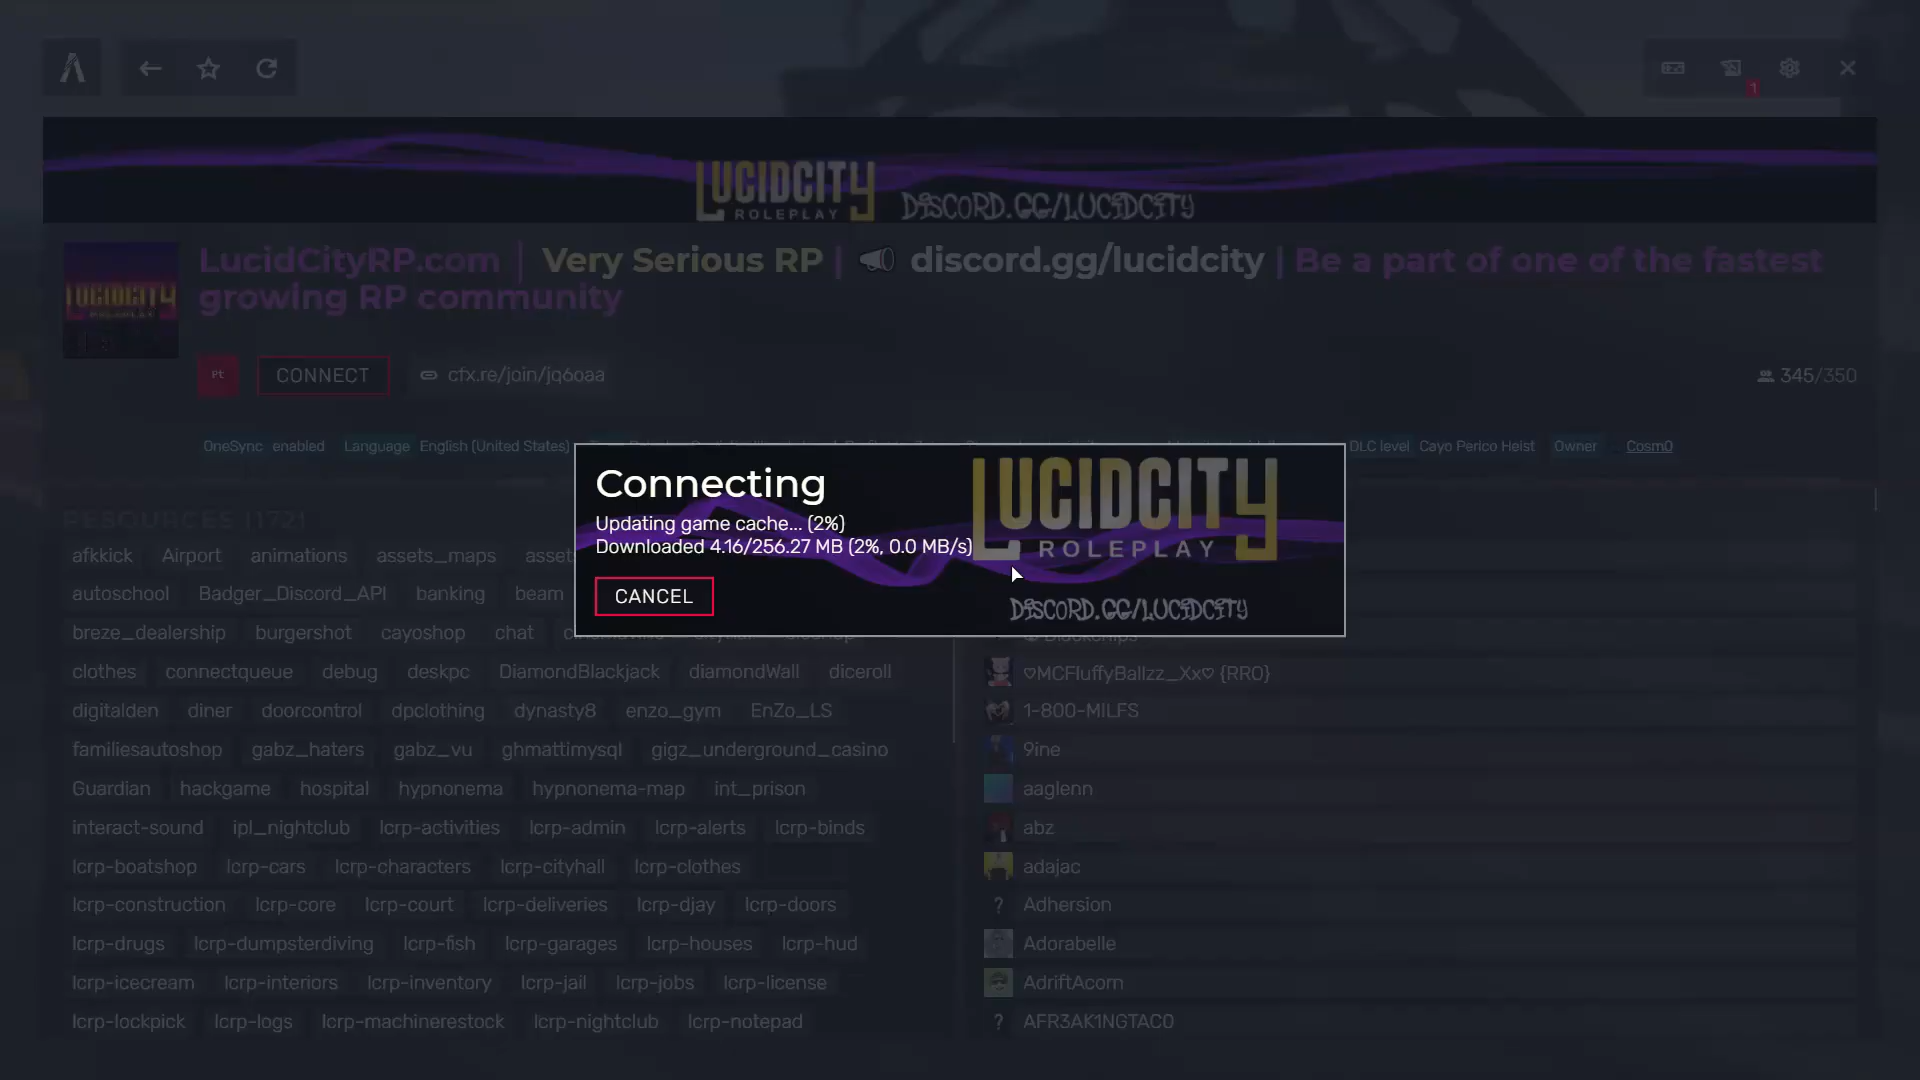 1
LUCIDCITY
ROLEPLAY
DISCORD.GG/LUCIDCITY
LUCIDCITY
ROLEPLAY
LucidCityRP.com | Very Serious RP | discord.gg/lucidcity | Be a part of one of the fastest
growing RP community
Pt
CONNECT
cfx.re/join/jq6oaa
345/350
OneSync enabled Language English (United States)
DLC level Cayo Perico Heist Owner Cosm0
Connecting
Updating game cache... (2%)
Downloaded 4.16/256.27 MB (2%, 0.0 MB/s)
CANCEL
LUCIDCITY
ROLEPLAY
DISCORD.GG/LUCIDCITY
RESOURCES (172)
afkkick Airport animations assets_maps
autoschool Badger_Discord_API banking beam
breze_dealership burgershot cayoshop chat
clothes connectqueue debug deskpc DiamondBlackjack diamondWall diceroll
digitalden diner doorcontrol dpclothing dynasty8 enzo_gym EnZo_LS
familiesautoshop gabz_haters gabz_vu ghmattimysql gigz_underground_casino
Guardian hackgame hospital hypnonema hypnonema-map int_prison
interact-sound ipl_nightclub lcrp-activities lcrp-admin lcrp-alerts lcrp-binds
lcrp-boatshop lcrp-cars lcrp-characters lcrp-cityhall lcrp-clothes
lcrp-construction lcrp-core lcrp-court lcrp-deliveries lcrp-djay lcrp-doors
lcrp-drugs lcrp-dumpsterdiving lcrp-fish lcrp-garages lcrp-houses lcrp-hud
lcrp-icecream lcrp-interiors lcrp-inventory lcrp-jail lcrp-jobs lcrp-license
lcrp-lockpick lcrp-logs lcrp-machinerestock lcrp-nightclub lcrp-notepad
♡MCFluffyBallzz_Xx♡ {RRO}
1-800-MILFS
9ine
aaglenn
abz
adajac
? Adhersion
Adorabelle
AdriftAcorn
? AFR3AK1NGTAC0